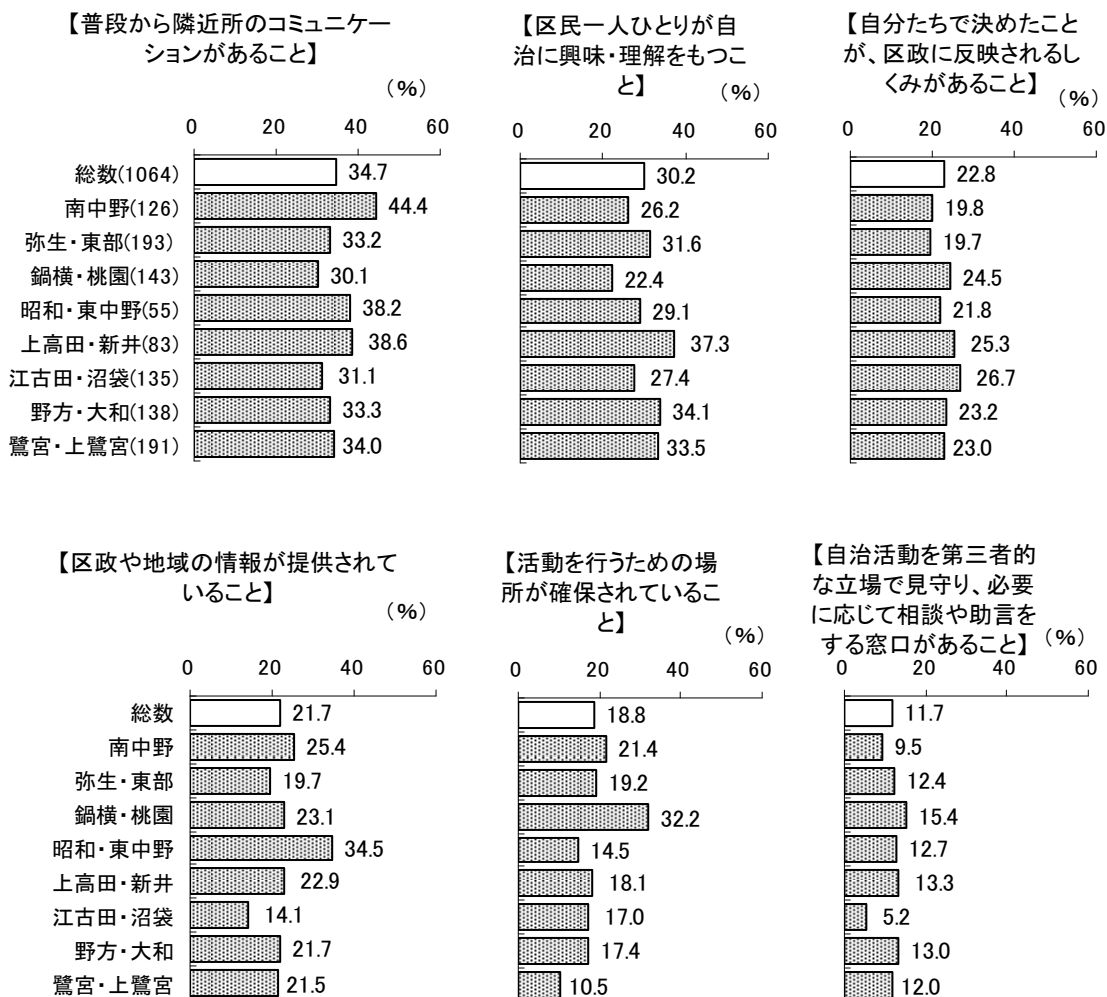 【普段から隣近所のコミュニケー
ションがあること】
(%)
0 20 40 60
総数(1064) 34.7
南中野(126) 44.4
弥生・東部(193) 33.2
鍋横・桃園(143) 30.1
昭和・東中野(55) 38.2
上高田・新井(83) 38.6
江古田・沼袋(135) 31.1
野方・大和(138) 33.3
鷺宮・上鷺宮(191) 34.0
【区民一人ひとりが自
治に興味・理解をもつこ
と】
(%)
0 20 40 60
30.2
26.2
31.6
22.4
29.1
37.3
27.4
34.1
33.5
【自分たちで決めたこと
が、区政に反映されるし
くみがあること】
(%)
0 20 40 60
22.8
19.8
19.7
24.5
21.8
25.3
26.7
23.2
23.0
【区政や地域の情報が提供されて
いること】
(%)
0 20 40 60
総数 21.7
南中野 25.4
弥生・東部 19.7
鍋横・桃園 23.1
昭和・東中野 34.5
上高田・新井 22.9
江古田・沼袋 14.1
野方・大和 21.7
鷺宮・上鷺宮 21.5
【活動を行うための場
所が確保されているこ
と】
(%)
0 20 40 60
18.8
21.4
19.2
32.2
14.5
18.1
17.0
17.4
10.5
【自治活動を第三者的
な立場で見守り、必要
に応じて相談や助言を
する窓口があること】
(%)
0 20 40 60
11.7
9.5
12.4
15.4
12.7
13.3
5.2
13.0
12.0